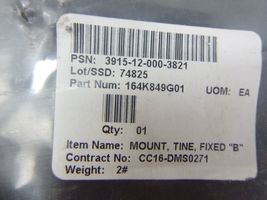 PSN: 3915-12-000-3821
Lot/SSD: 74825
Part Num: 164K849G01 UOM: EA
Qty: 01
Item Name: MOUNT, TINE, FIXED "B"
Contract No: CC16-DMS0271
Weight: 2#